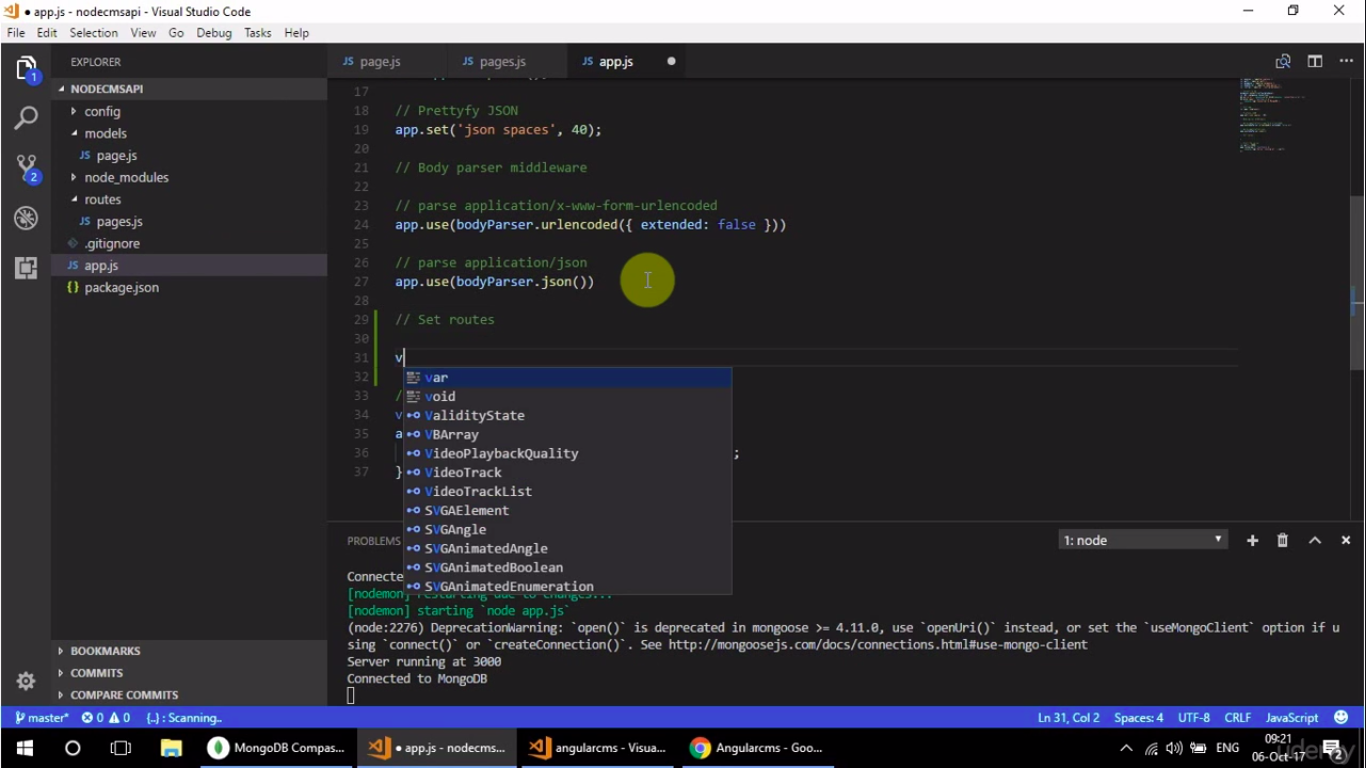 ● app.js - nodecmsapi - Visual Studio Code
File Edit Selection View Go Debug Tasks Help
EXPLORER
JS page.js JS pages.js JS app.js ●
NODECMSAPI
config
models
JS page.js
node_modules
routes
JS pages.js
.gitignore
JS app.js
{} package.json
BOOKMARKS
COMMITS
COMPARE COMMITS
1
2
17
18 // Prettyfy JSON
19 app.set('json spaces', 40);
20
21 // Body parser middleware
22
23 // parse application/x-www-form-urlencoded
24 app.use(bodyParser.urlencoded({ extended: false }))
25
26 // parse application/json
27 app.use(bodyParser.json())
28
29 // Set routes
30
31 v
32
33 /
34 v
35 a
36 ;
37 }
var
void
ValidityState
VBArray
VideoPlaybackQuality
VideoTrack
VideoTrackList
SVGAElement
SVGAngle
SVGAnimatedAngle
SVGAnimatedBoolean
SVGAnimatedEnumeration
PROBLEMS
1: node
Connecte
[nodemon] restarting due to changes...
[nodemon] starting `node app.js`
(node:2276) DeprecationWarning: `open()` is deprecated in mongoose >= 4.11.0, use `openUri()` instead, or set the `useMongoClient` option if u
sing `connect()` or `createConnection()`. See http://mongoosejs.com/docs/connections.html#use-mongo-client
Server running at 3000
Connected to MongoDB
master* 0 0 {..} : Scanning.. Ln 31, Col 2 Spaces: 4 UTF-8 CRLF JavaScript
MongoDB Compas... ● app.js - nodecms... angularcms - Visua... Angularcms - Goo... ENG 09:21
06-Oct-17 2
udemy